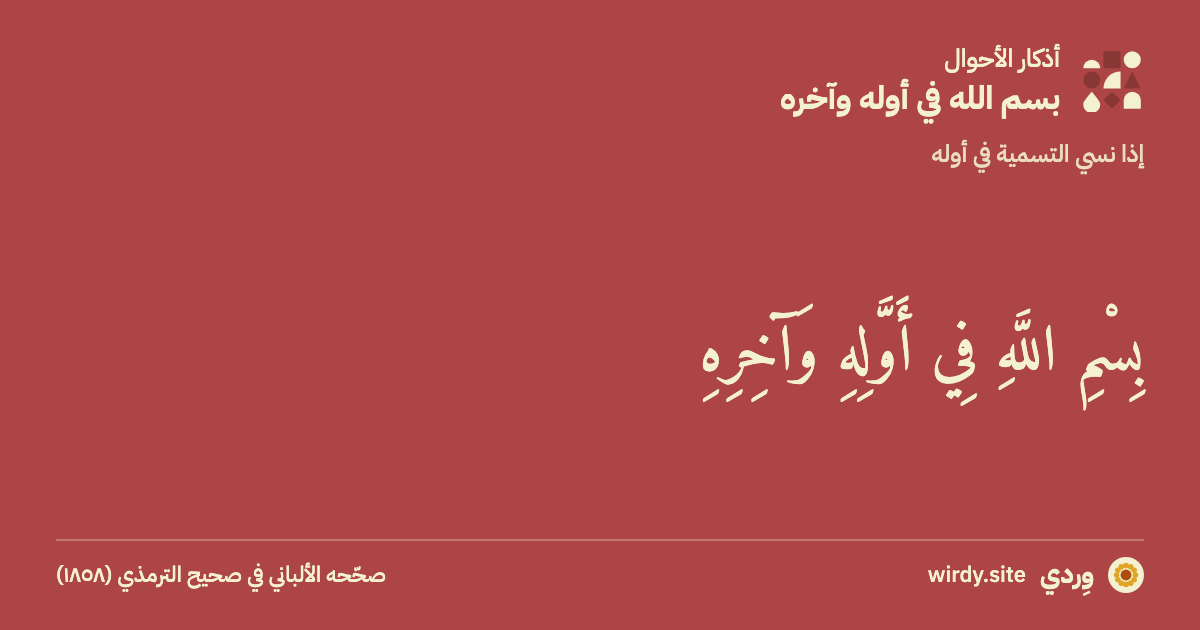 أذكار الأحوال
بسم الله في أوله وآخره
إذا نسي التسمية في أوله
بِسْمِ اللَّهِ فِي أَوَّلِهِ وَآخِرِهِ
وِردي wirdy.site
صحّحه الألباني في صحيح الترمذي (١٨٥٨)